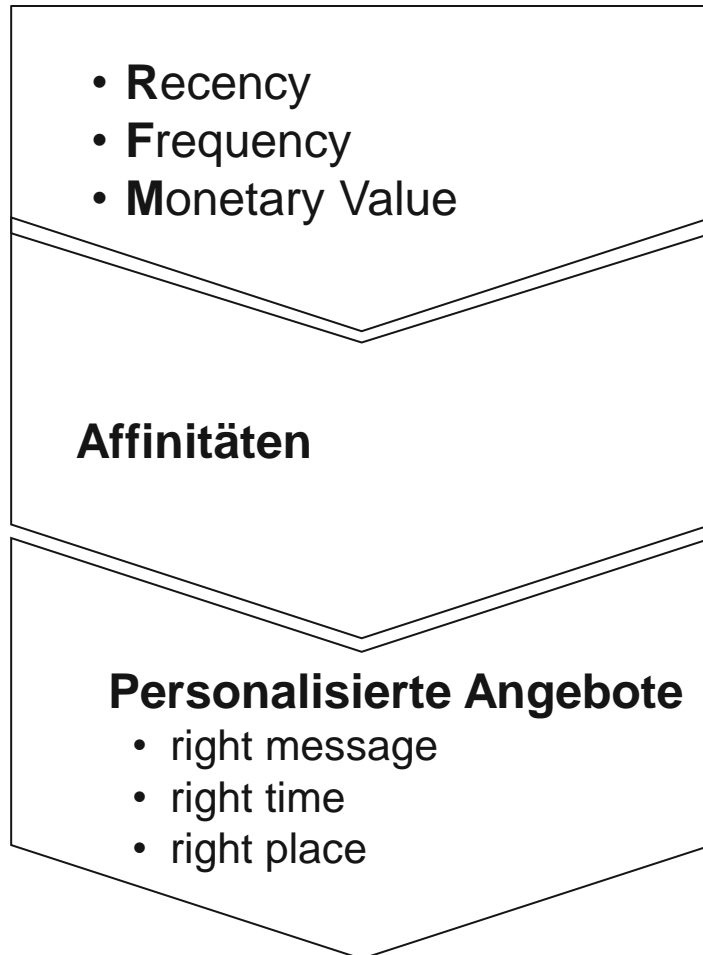 • Recency
• Frequency
• Monetary Value
Affinitäten
Personalisierte Angebote
• right message
• right time
• right place